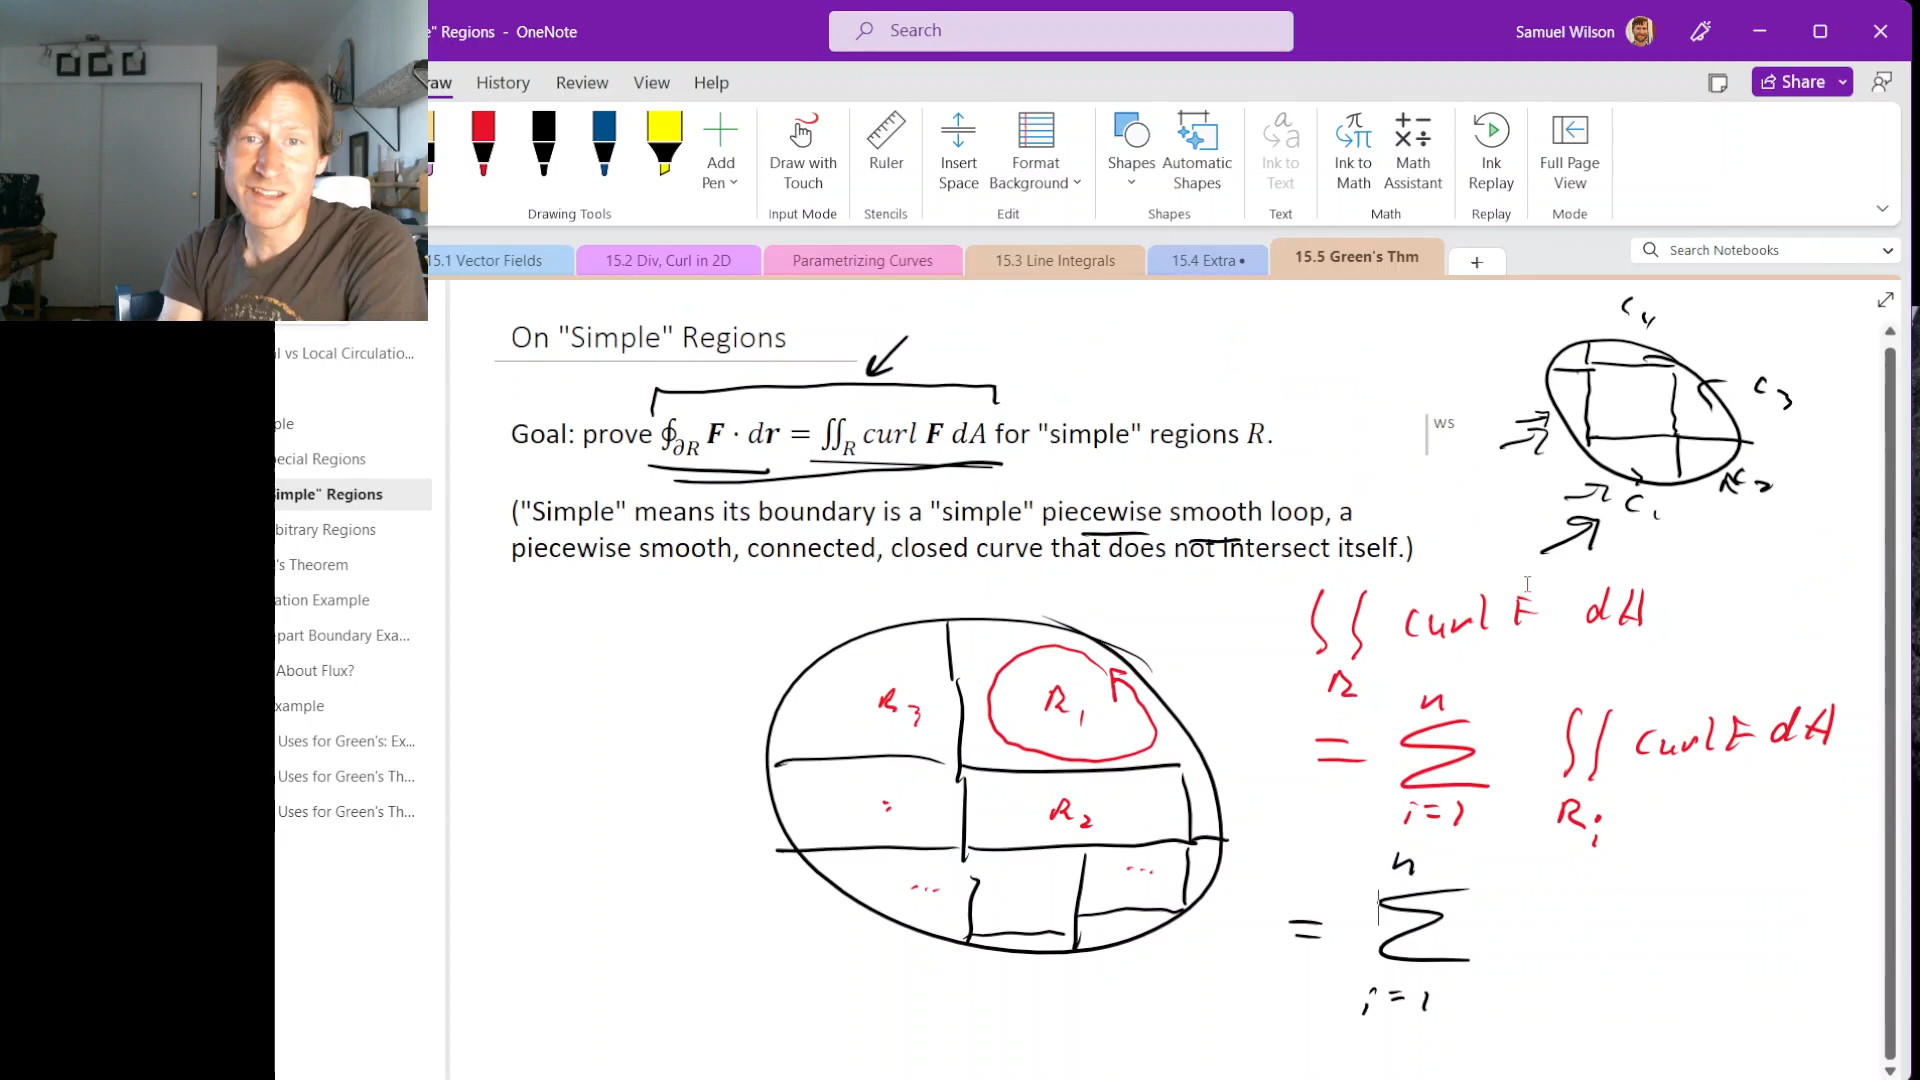 e" Regions - OneNote
Search
Samuel Wilson
aw
History
Review
View
Help
Share
Add Pen
Draw with Touch
Ruler
Insert Space
Format Background
Shapes
Automatic Shapes
Ink to Text
Ink to Math
Math Assistant
Ink Replay
Full Page View
Drawing Tools
Input Mode
Stencils
Edit
Shapes
Text
Math
Replay
Mode
15.1 Vector Fields
15.2 Div, Curl in 2D
Parametrizing Curves
15.3 Line Integrals
15.4 Extra
15.5 Green's Thm
+
Search Notebooks
l vs Local Circulatio...
ple
ecial Regions
imple" Regions
bitrary Regions
's Theorem
ation Example
part Boundary Exa...
About Flux?
xample
Uses for Green's: Ex...
Uses for Green's Th...
Uses for Green's Th...
On "Simple" Regions
Goal: prove ∮∂R F · dr = ∬R curl F dA for "simple" regions R.
WS
("Simple" means its boundary is a "simple" piecewise smooth loop, a
piecewise smooth, connected, closed curve that does not intersect itself.)
C4
C3
C2
C1
R3
R1
F
:
R2
...
...
∬R curl F dA
= n∑i=1 ∬Ri curl F dA
= n∑i=1